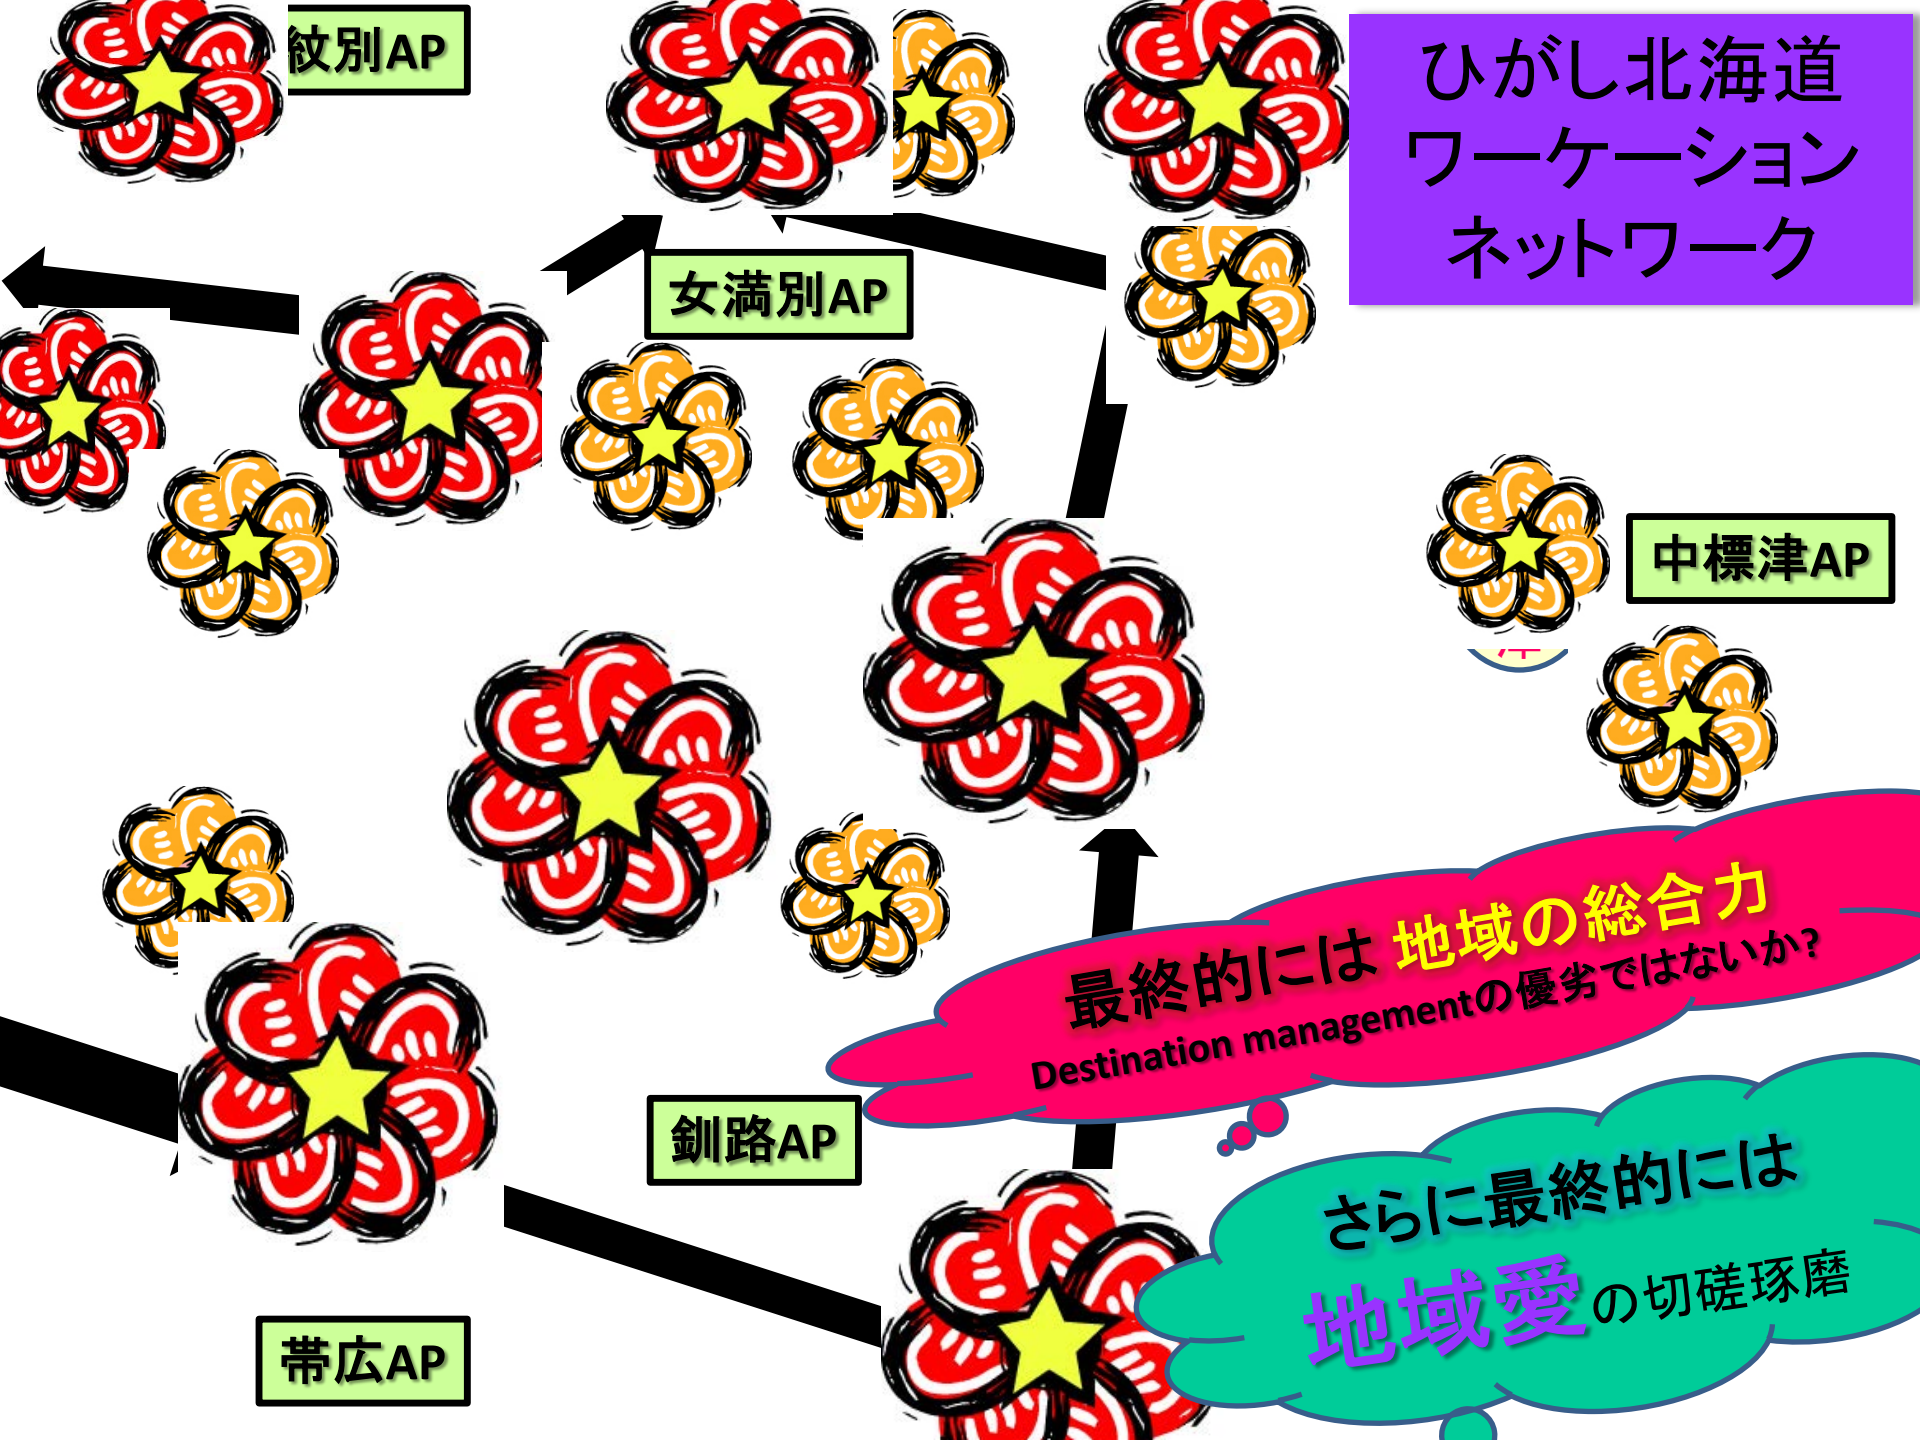 紋別AP
ひがし北海道
ワーケーション
ネットワーク
女満別AP
中標津AP
最終的には 地域の総合力
Destination managementの優劣ではないか?
釧路AP
さらに最終的には
地域愛の切磋琢磨
帯広AP